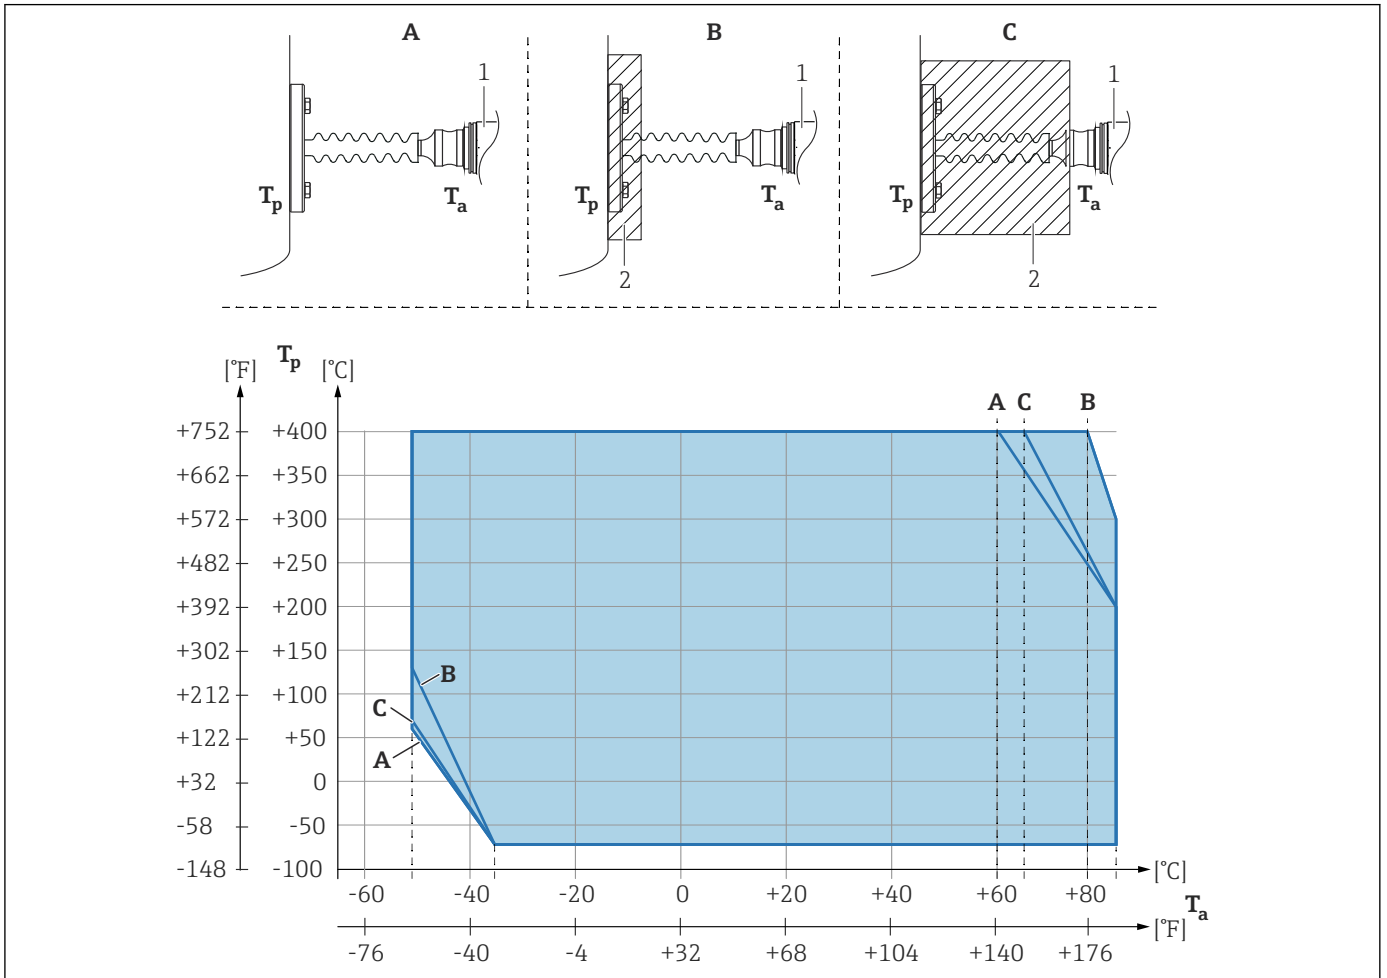 A B C
1 1 1
Tp Ta Tp Ta Tp Ta
2 2
[°F] Tp [°C]
A C B
+752 +400
+662 +350
+572 +300
+482 +250
+392 +200
+302 +150
B
+212 +100
C
+122 +50
A
+32 0
-58 -50
-148 -100
[°C]
-60 -40 -20 0 +20 +40 +60 +80
Ta
[°F]
-76 -40 -4 +32 +68 +104 +140 +176